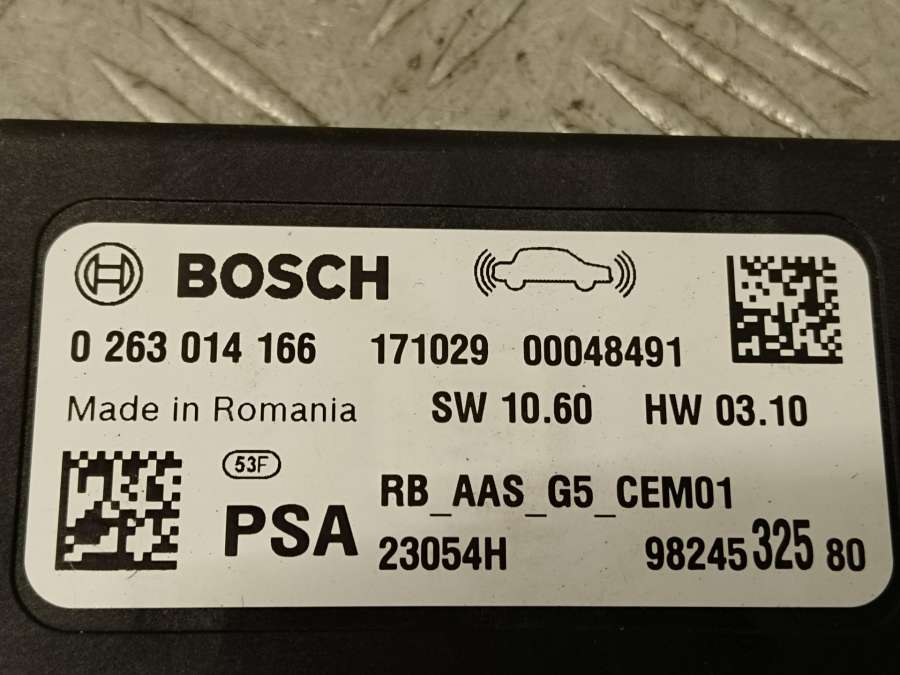 BOSCH
0 263 014 166 171029 00048491
Made in Romania SW 10.60 HW 03.10
53F
PSA RB_AAS_G5_CEM01
23054H 98245 325 80